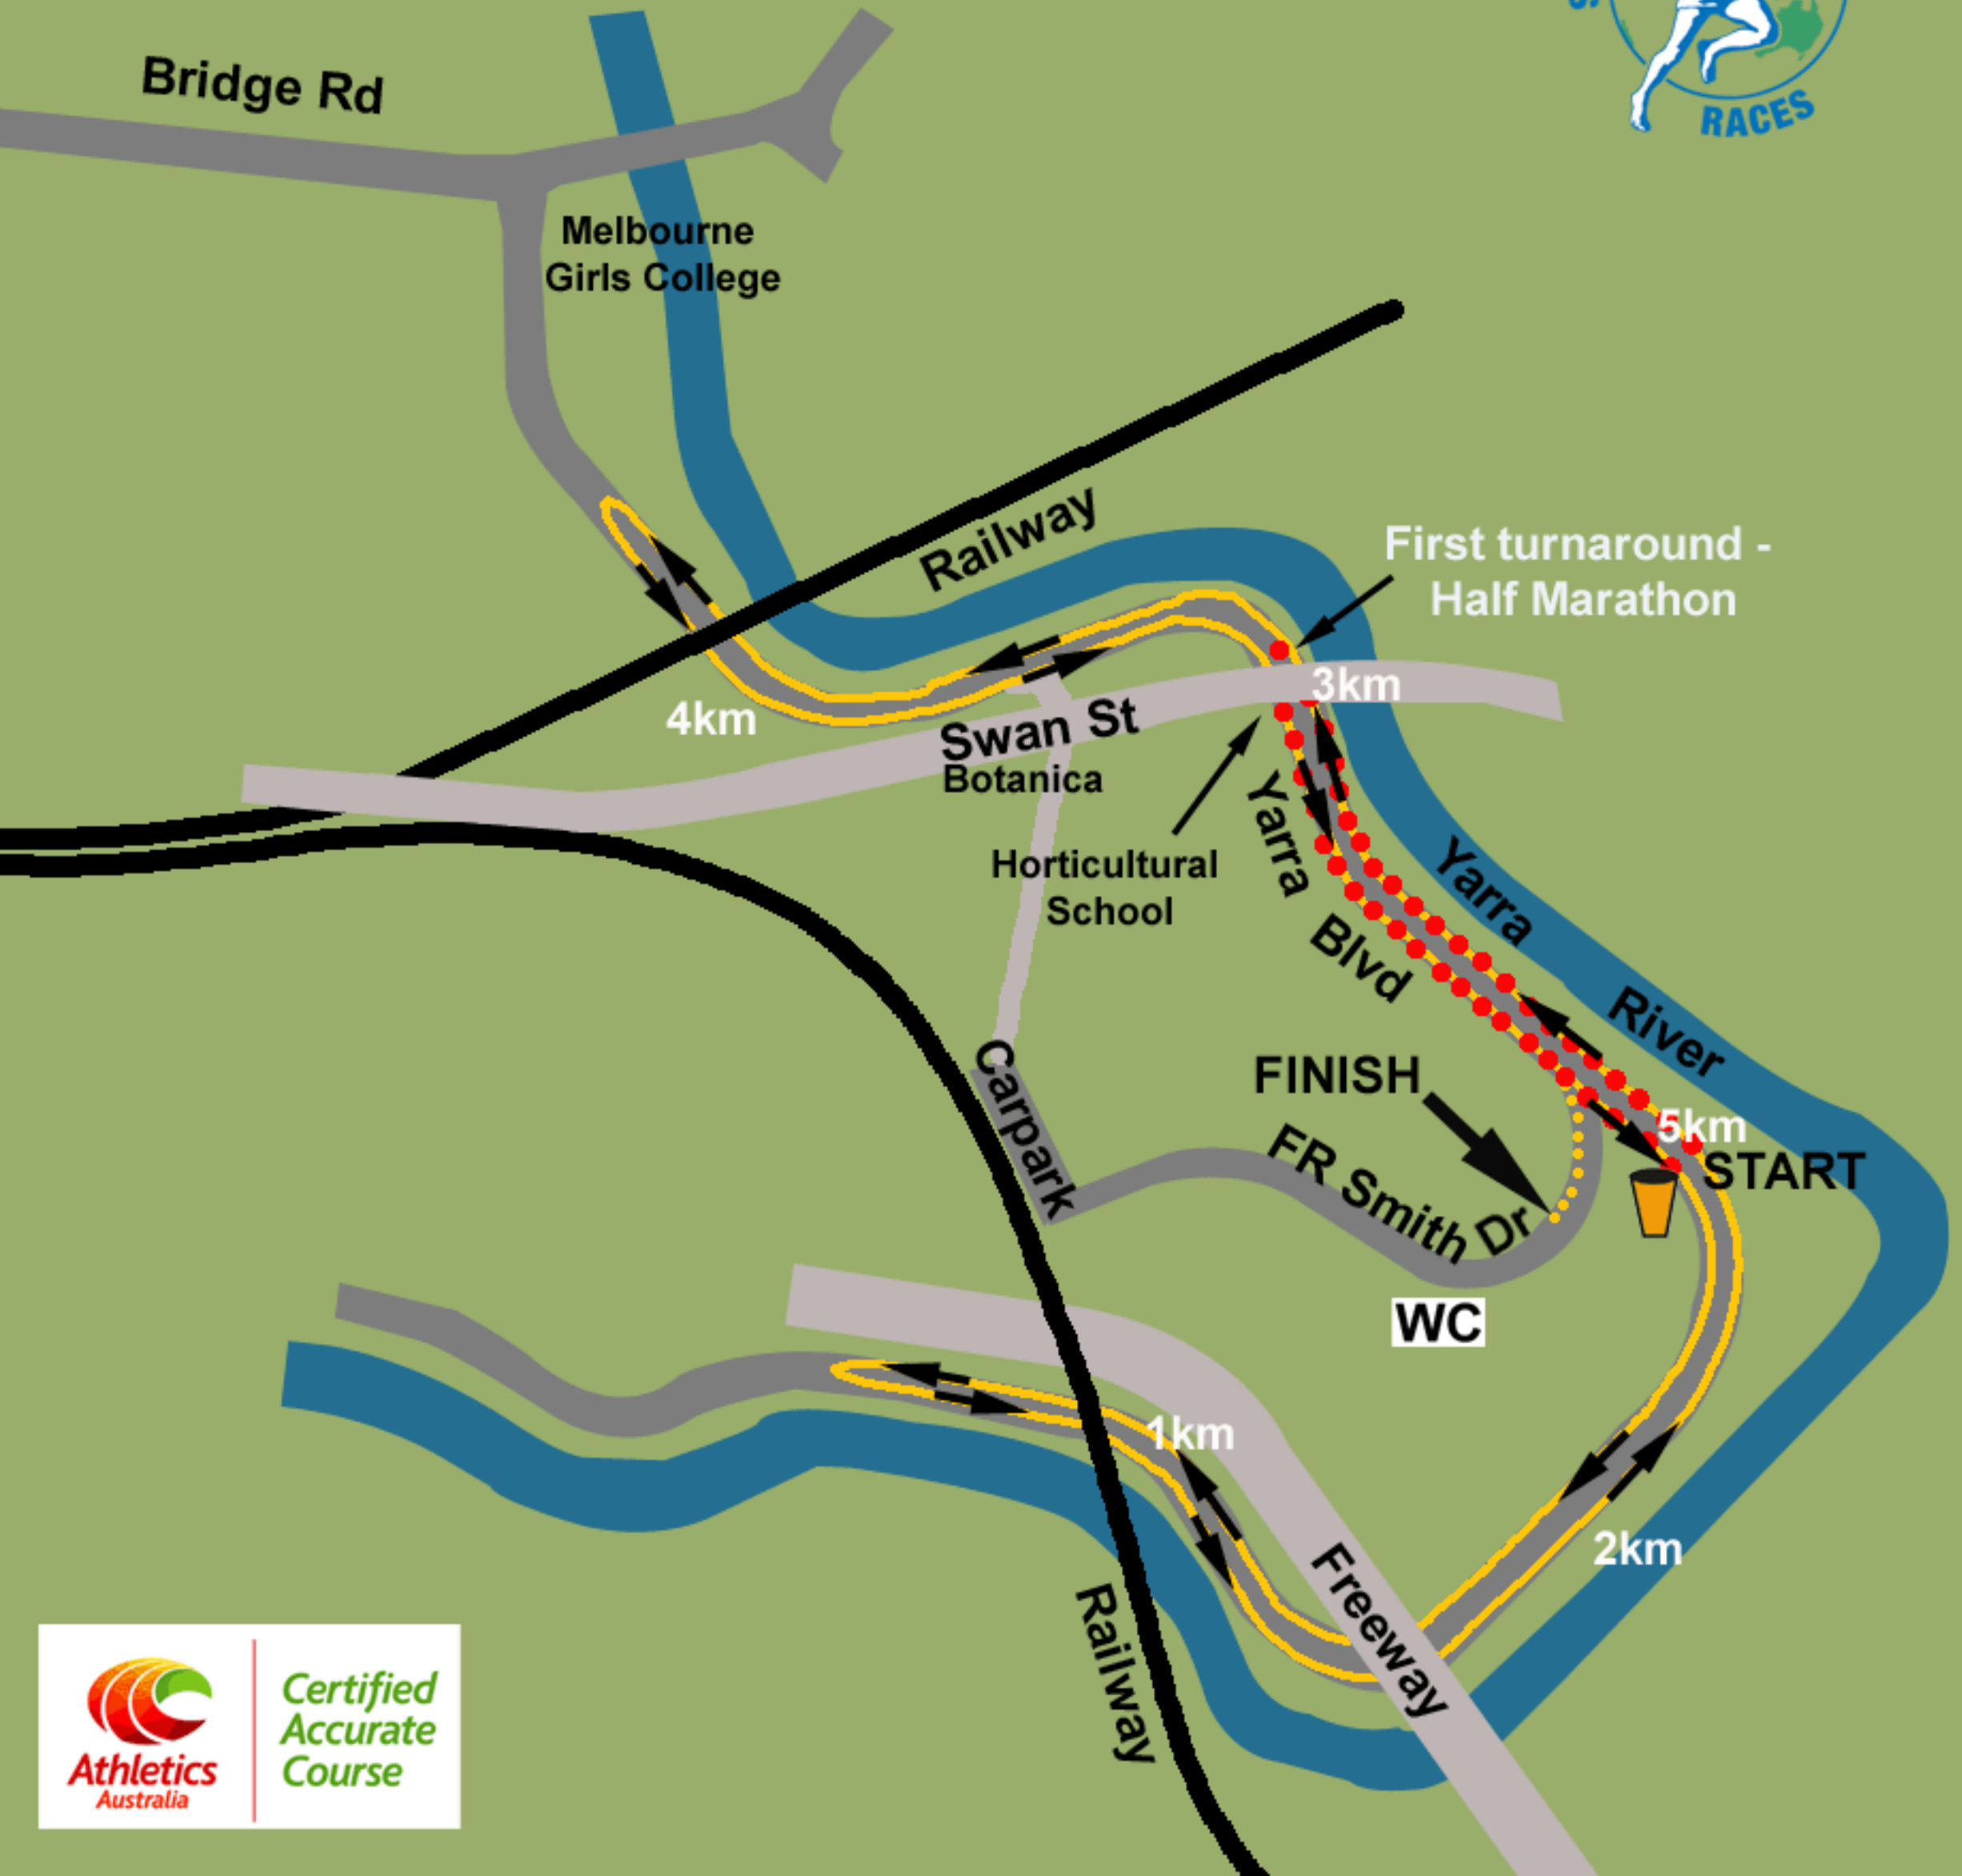 Bridge Rd
RACES
Melbourne
Girls College
Railway
First turnaround -
Half Marathon
3km
4km
Swan St
Botanica
Horticultural
School
Yarra
Blvd
Yarra
River
Carpark
FINISH
5km
START
FR Smith Dr
WC
1km
2km
Freeway
Railway
Athletics
Australia
Certified
Accurate
Course